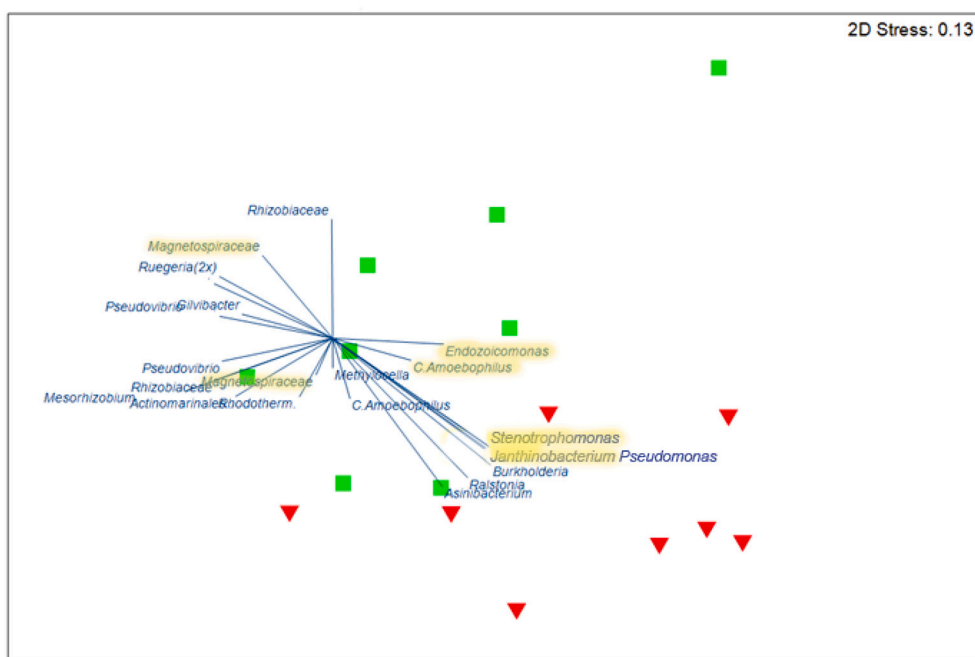 2D Stress: 0.13
Rhizobiaceae
Magnetospiraceae
Ruegeria(2x)
Pseudovibrio Gilvibacter
Endozoicomonas
Pseudovibrio
C.Amoebophilus
Methylocella
Rhizobiaceae Magnetospiraceae
Mesorhizobium Actinomarinales Rhodotherm. C.Amoebophilus
Stenotrophomonas
Janthinobacterium Pseudomonas
Burkholderia
Ralstonia
Asinibacterium